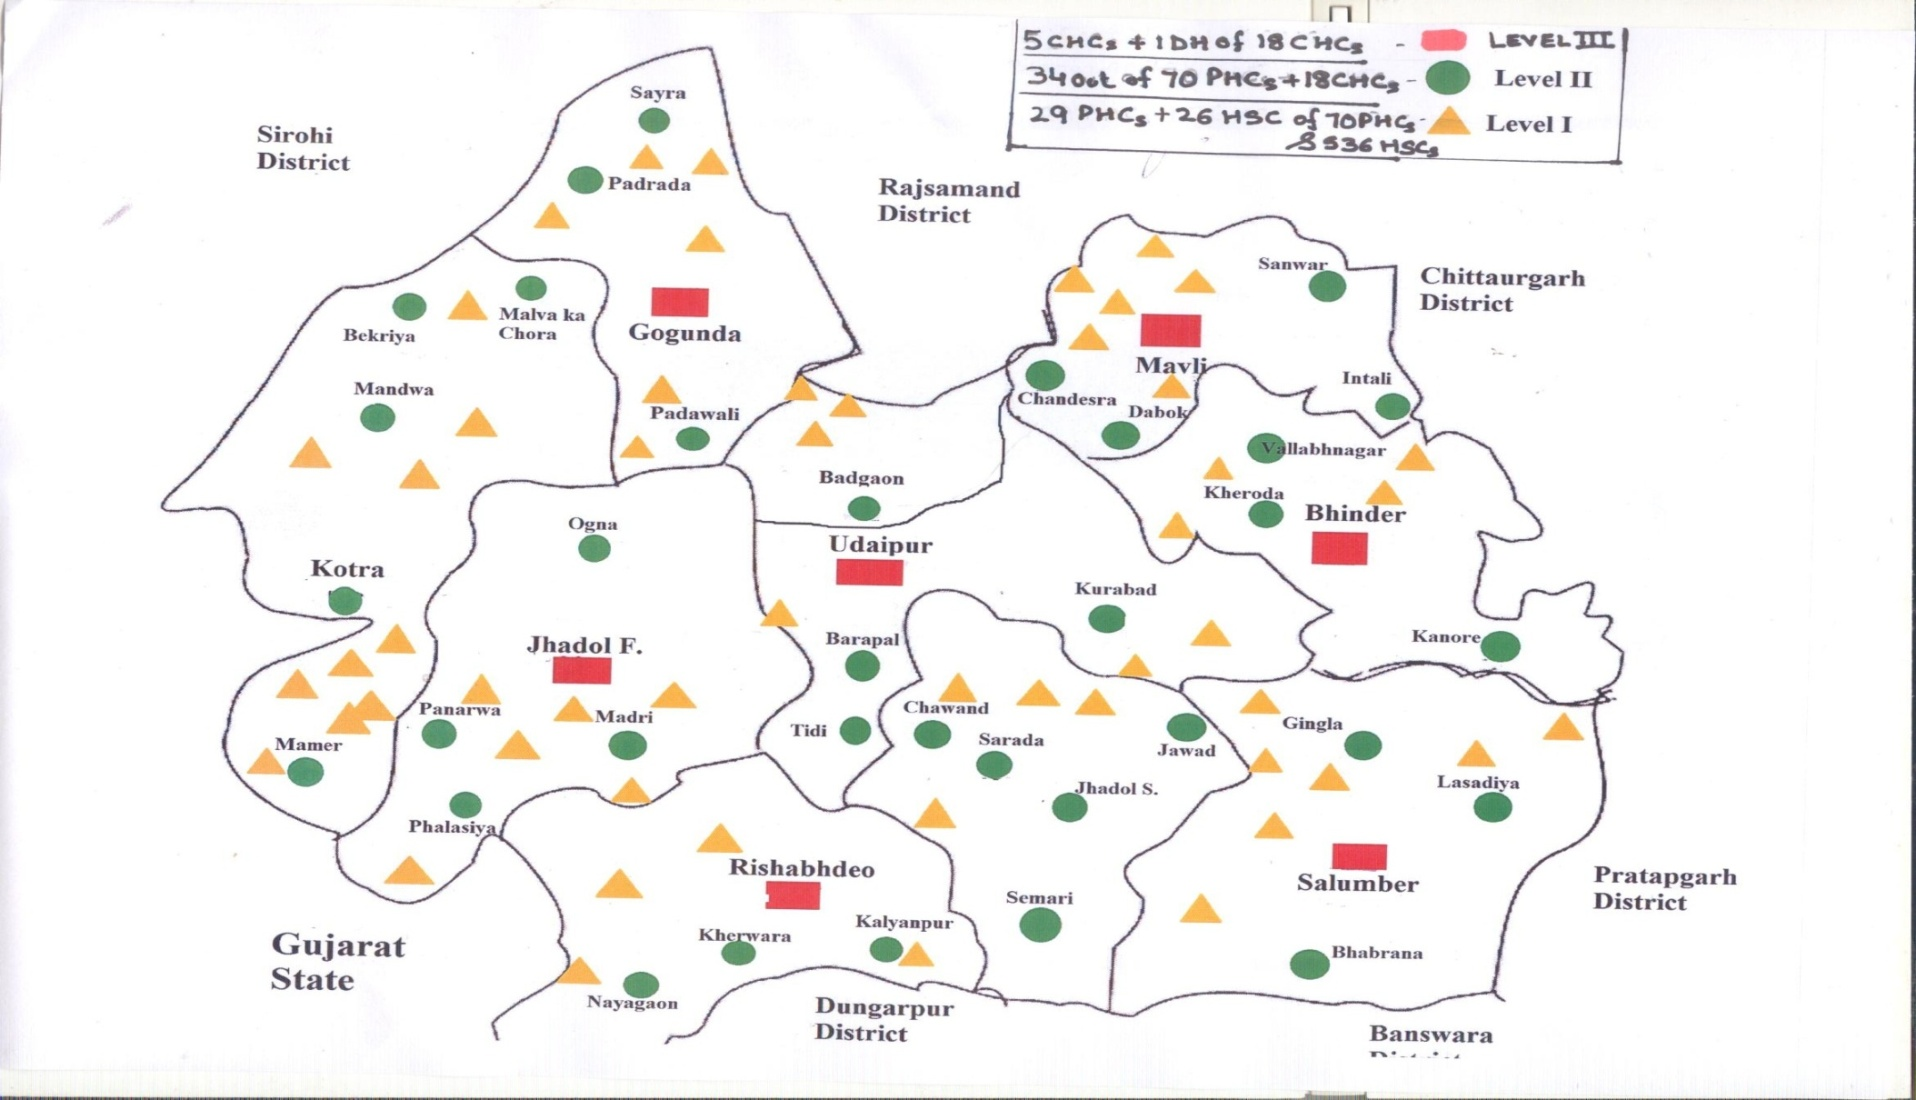 5 CHCs + 1 DH of 18 CHCs - LEVEL III
34 Out of 70 PHCs + 18 CHCs - Level II
29 PHCs + 26 HSC of 70 PHCs - Level I
& 536 HSCs
Sirohi
District
Sayra
Padrada
Rajsamand
District
Sanwar
Chittaurgarh
District
Bekriya
Malva ka
Chora
Gogunda
Mavli
Mandwa
Padawali
Chandesra
Dabok
Intali
Vallabhnagar
Badgaon
Kheroda
Bhinder
Ogna
Udaipur
Kotra
Kurabad
Jhadol F.
Barapal
Kanore
Panarwa
Madri
Tidi
Chawand
Sarada
Jawad
Gingla
Mamer
Jhadol S.
Lasadiya
Phalasiya
Rishabhdeo
Salumber
Pratapgarh
District
Semari
Kherwara
Kalyanpur
Bhabrana
Gujarat
State
Nayagaon
Dungarpur
District
Banswara